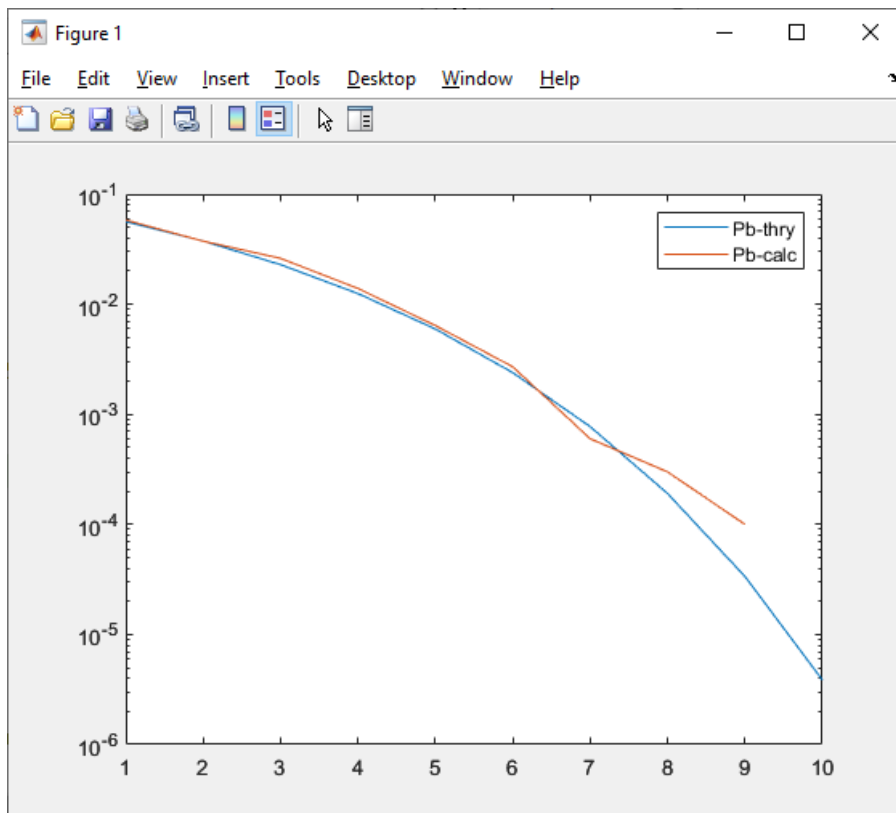 Figure 1
File Edit View Insert Tools Desktop Window Help
10^-1
10^-2
10^-3
10^-4
10^-5
10^-6
Pb-thry
Pb-calc
1 2 3 4 5 6 7 8 9 10